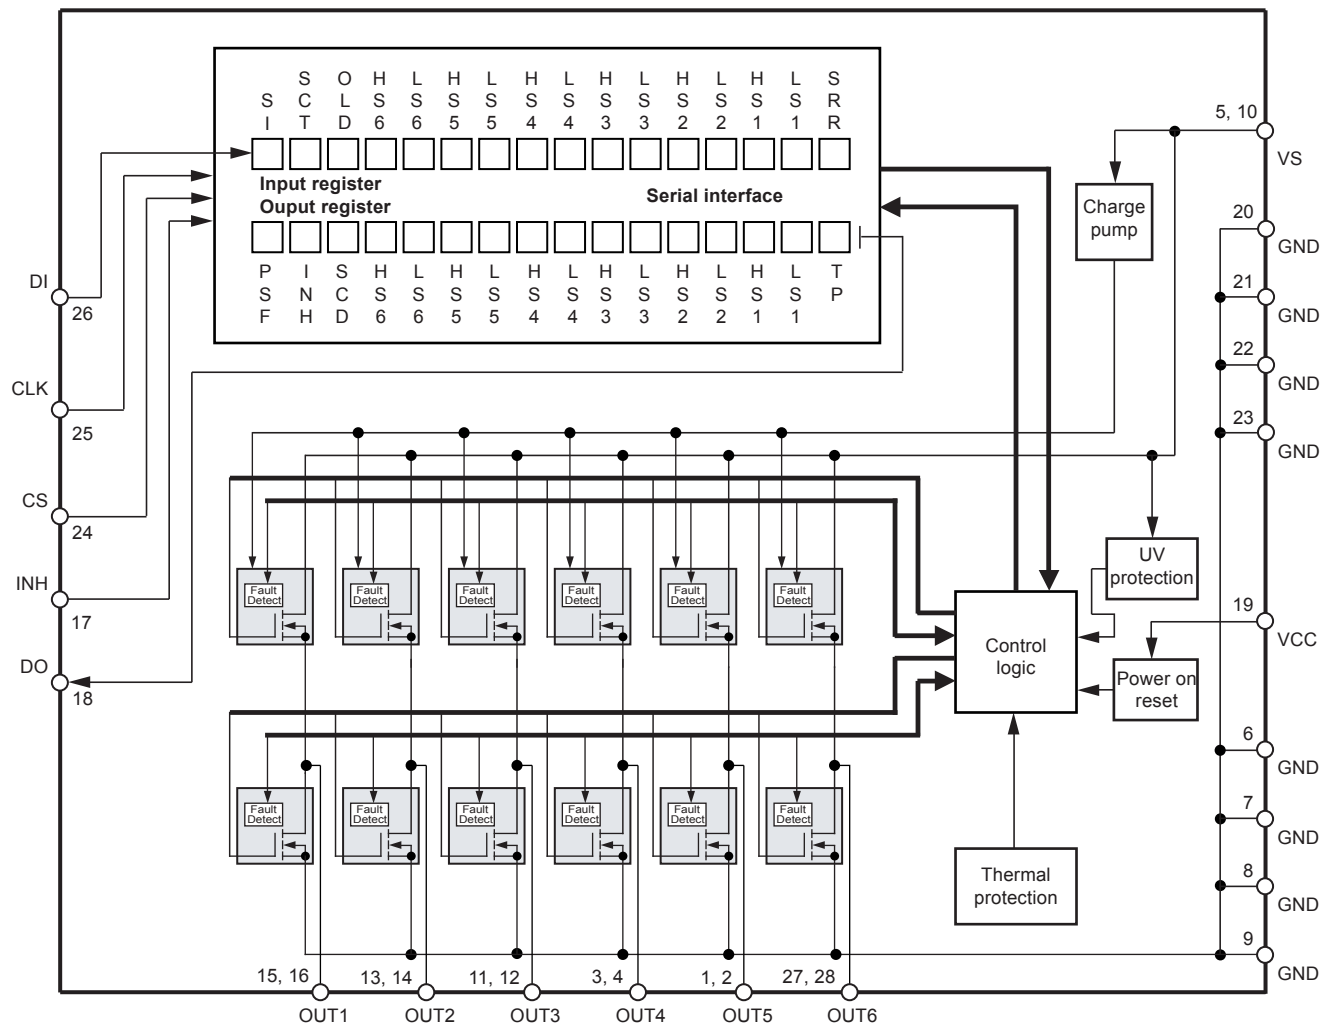 S O H L H L H L H L H L H L S
S C L S S S S S S S S S S S S R
I T D 6 6 5 5 4 4 3 3 2 2 1 1 R
Input register
Ouput register
Serial interface
P I S H L H L H L H L H L H L T
S N C S S S S S S S S S S S S P
F H D 6 6 5 5 4 4 3 3 2 2 1 1
5, 10
VS
Charge
pump
20
GND
21
GND
22
GND
23
GND
DI
26
CLK
25
CS
24
INH
17
DO
18
Fault
Detect
Fault
Detect
Fault
Detect
Fault
Detect
Fault
Detect
Fault
Detect
UV
protection
19
VCC
Control
logic
Power on
reset
6
GND
7
GND
8
GND
9
GND
Fault
Detect
Fault
Detect
Fault
Detect
Fault
Detect
Fault
Detect
Fault
Detect
Thermal
protection
15, 16
13, 14
11, 12
3, 4
1, 2
27, 28
OUT1
OUT2
OUT3
OUT4
OUT5
OUT6